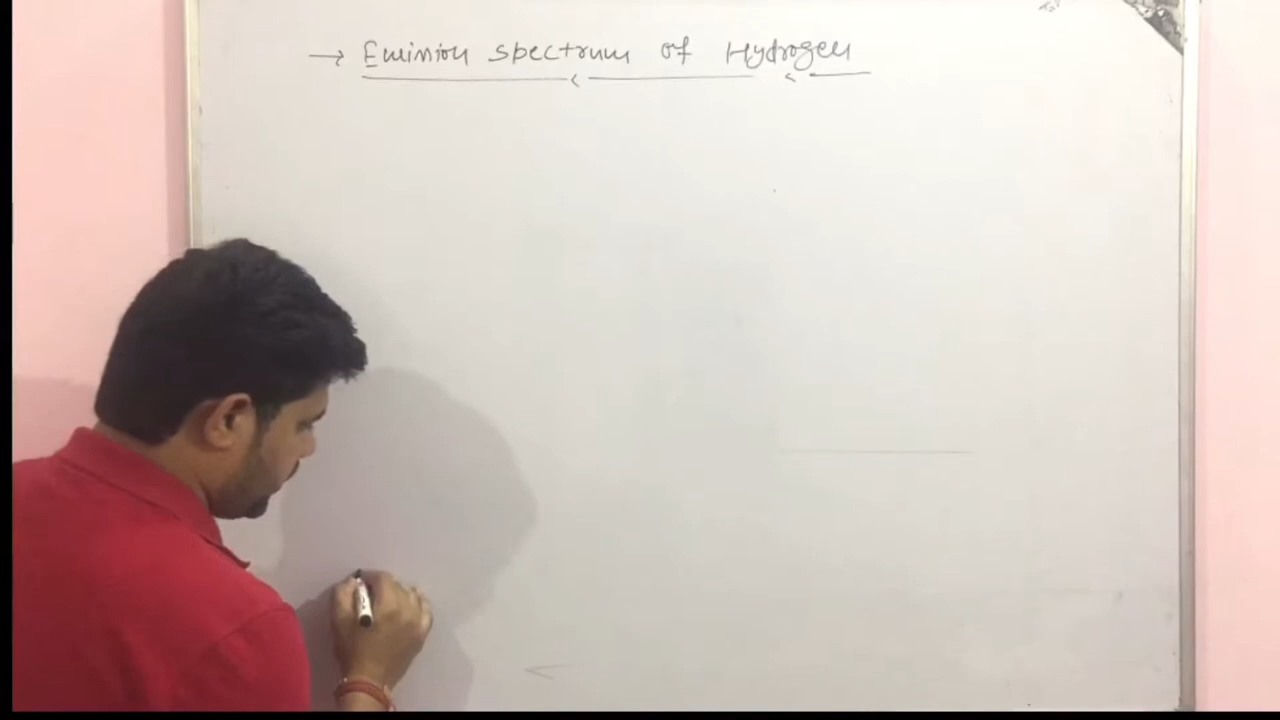 → Emission spectrum of Hydrogen